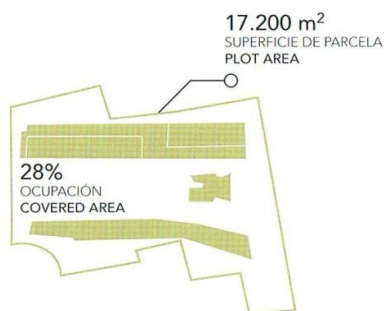 17.200 m²
SUPERFICIE DE PARCELA
PLOT AREA
28%
OCUPACIÓN
COVERED AREA